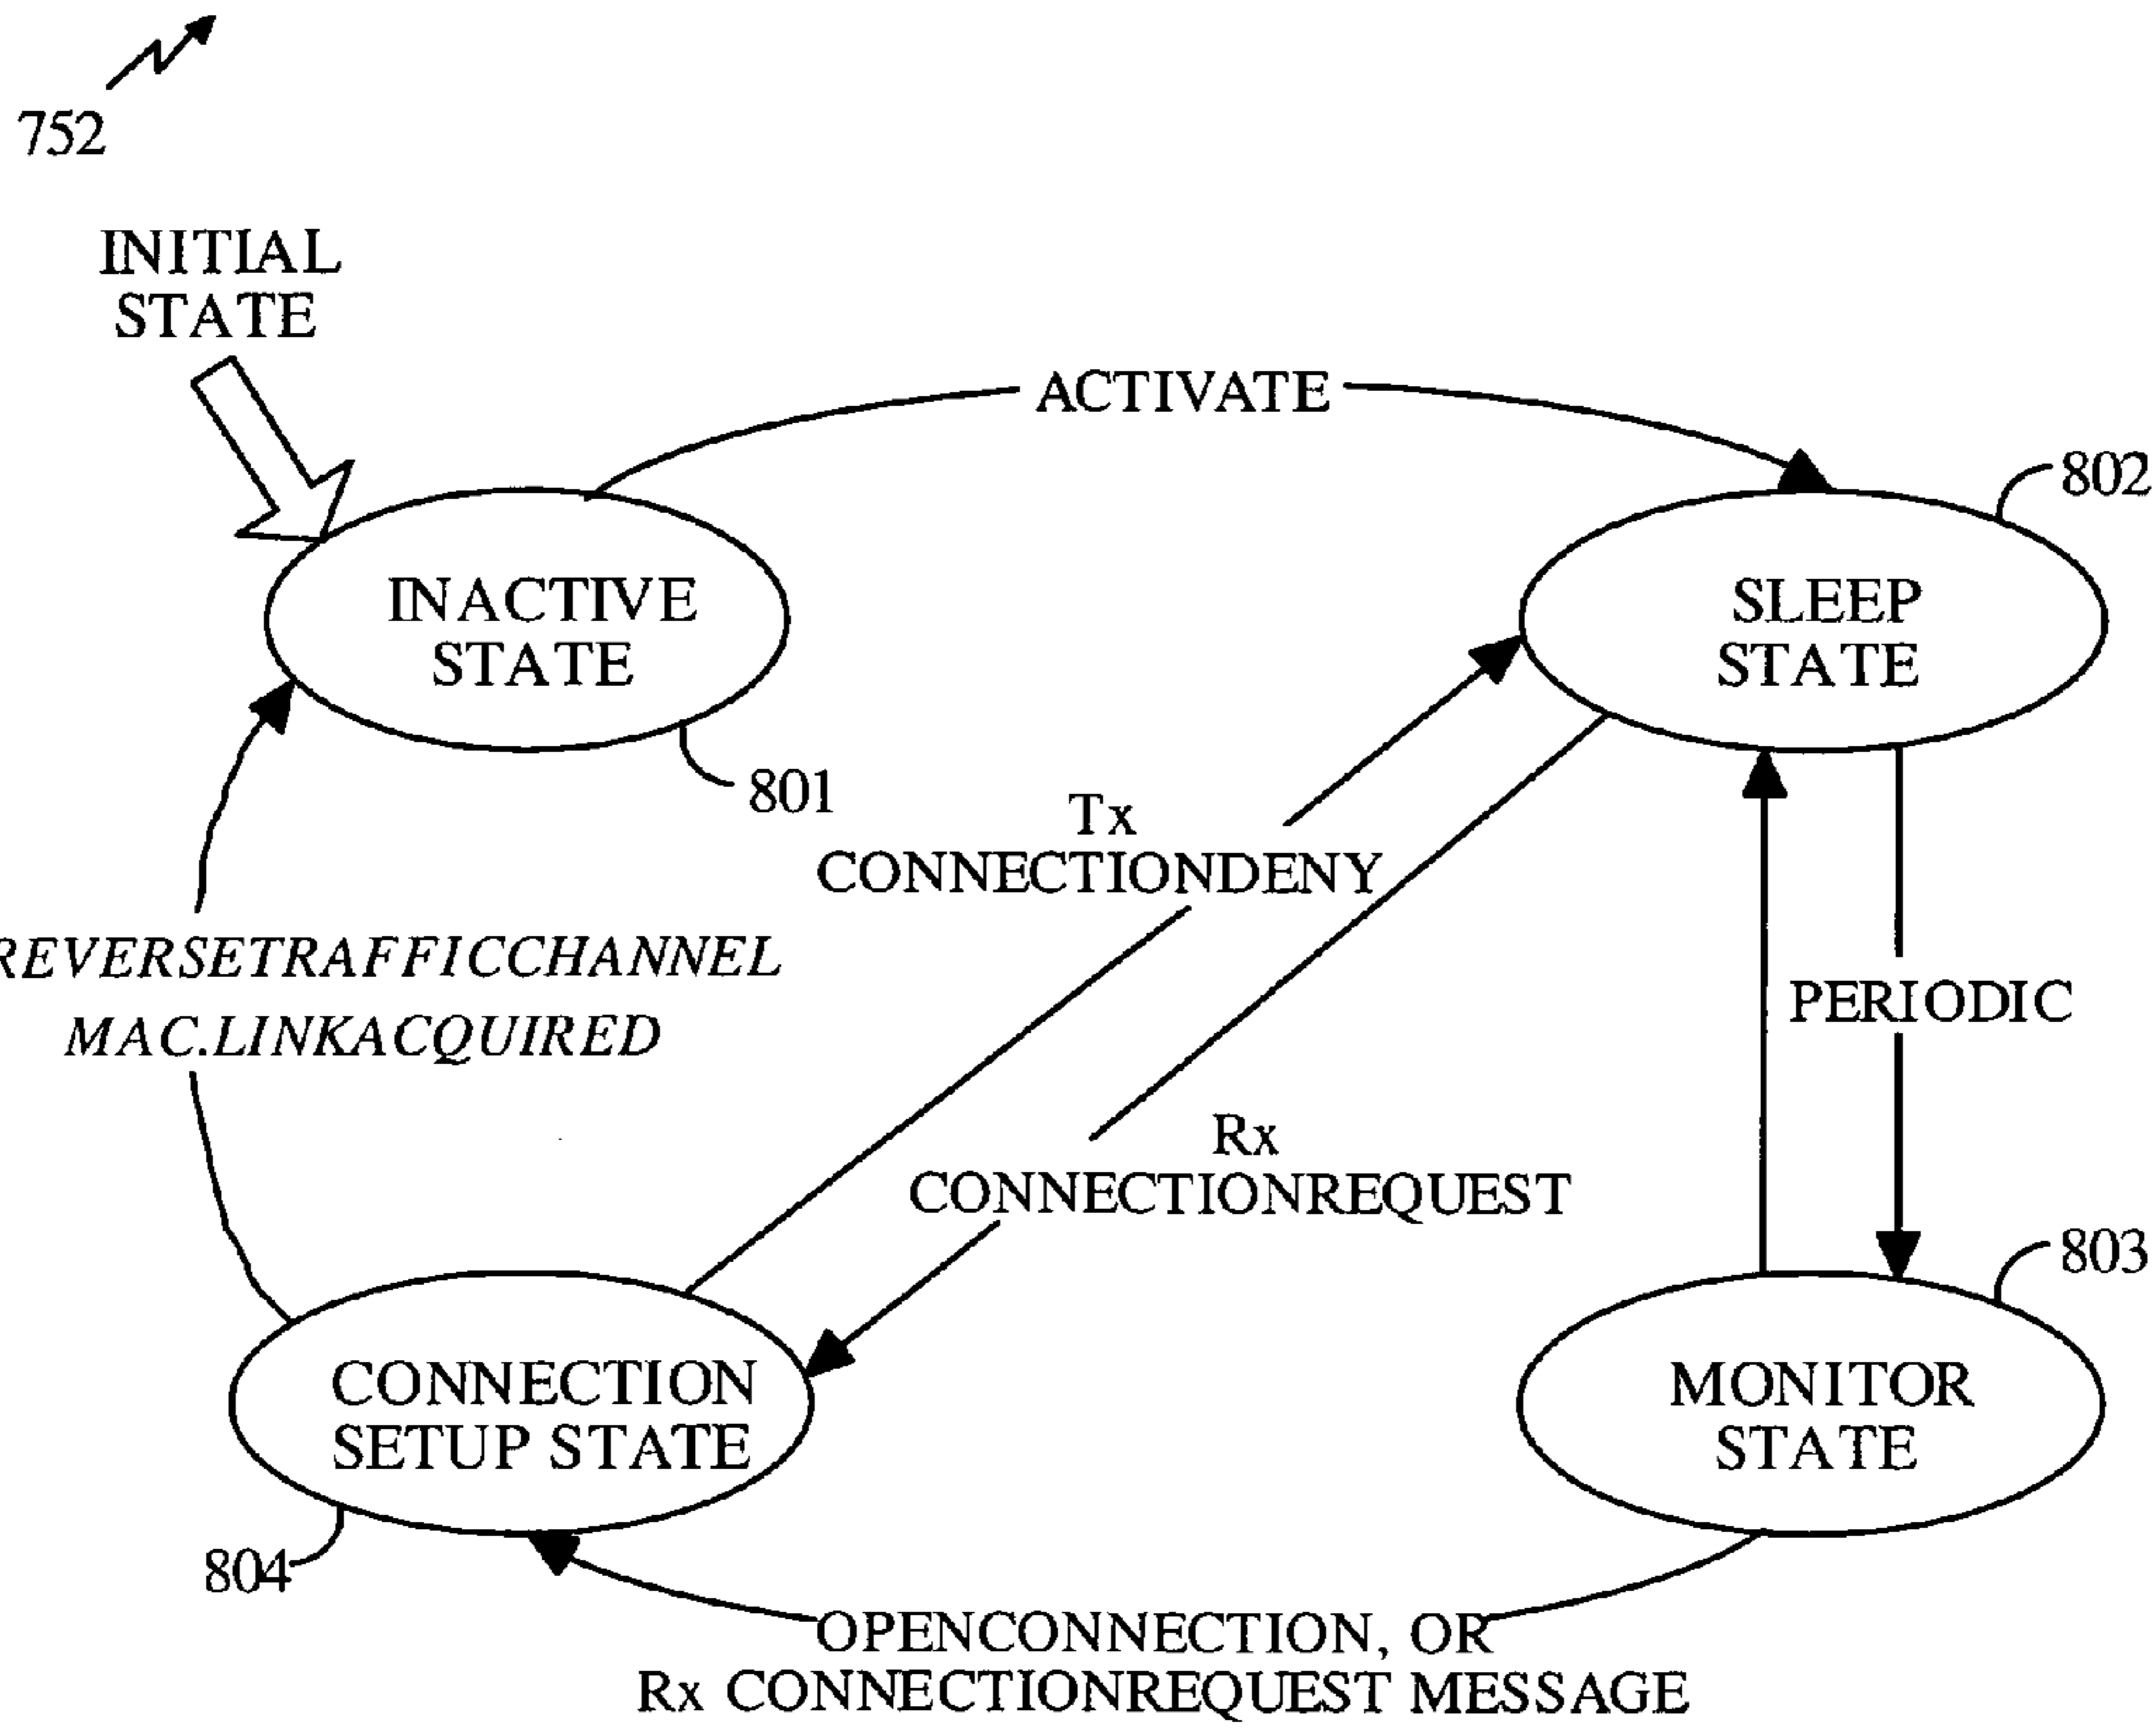 752
INITIAL
STATE
ACTIVATE
802
INACTIVE
STATE
SLEEP
STATE
801
Tx
CONNECTIONDENY
REVERSETRAFFICCHANNEL
MAC.LINKACQUIRED
PERIODIC
Rx
CONNECTIONREQUEST
803
CONNECTION
SETUP STATE
MONITOR
STATE
804
OPENCONNECTION, OR
Rx CONNECTIONREQUEST MESSAGE